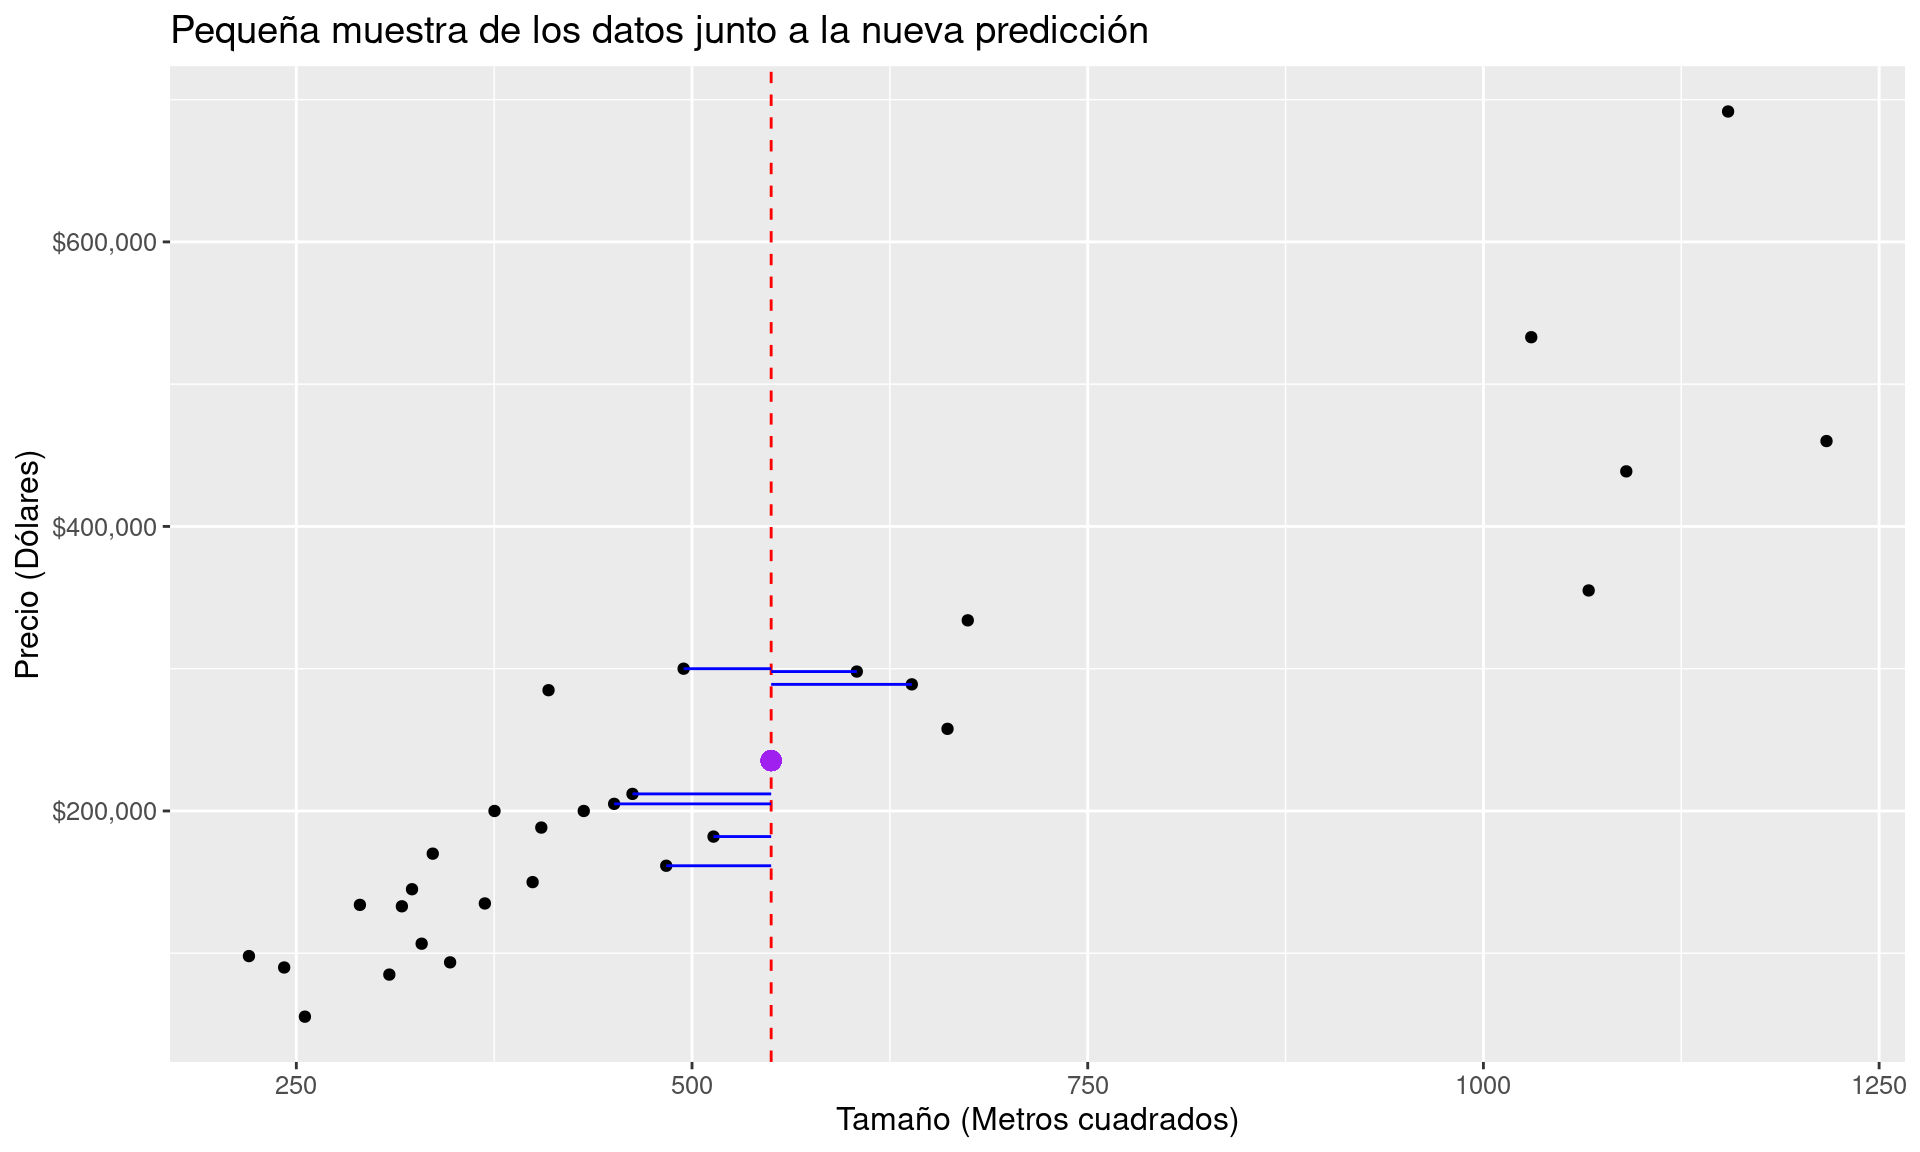 Pequeña muestra de los datos junto a la nueva predicción
Precio (Dólares)
$600,000
$400,000
$200,000
250
500
750
1000
1250
Tamaño (Metros cuadrados)